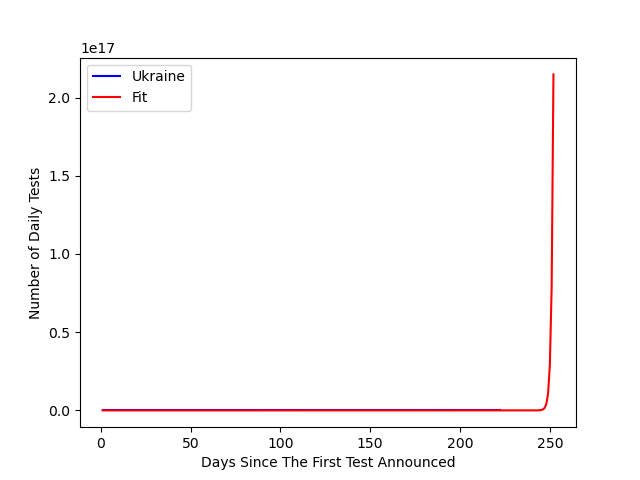 1e17
Ukraine
Fit
2.0
1.5
1.0
0.5
0.0
Number of Daily Tests
0 50 100 150 200 250
Days Since The First Test Announced